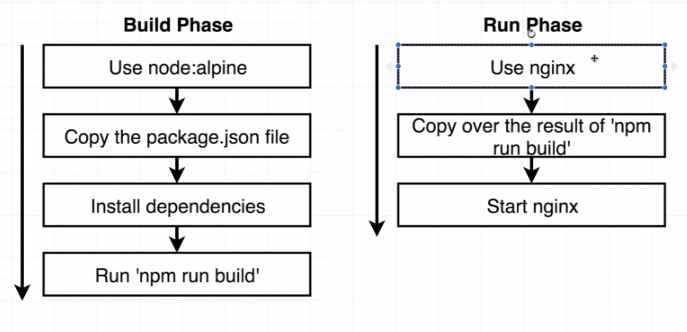 Build Phase
Use node:alpine
Copy the package.json file
Install dependencies
Run 'npm run build'
Run Phase
Use nginx
Copy over the result of 'npm
run build'
Start nginx